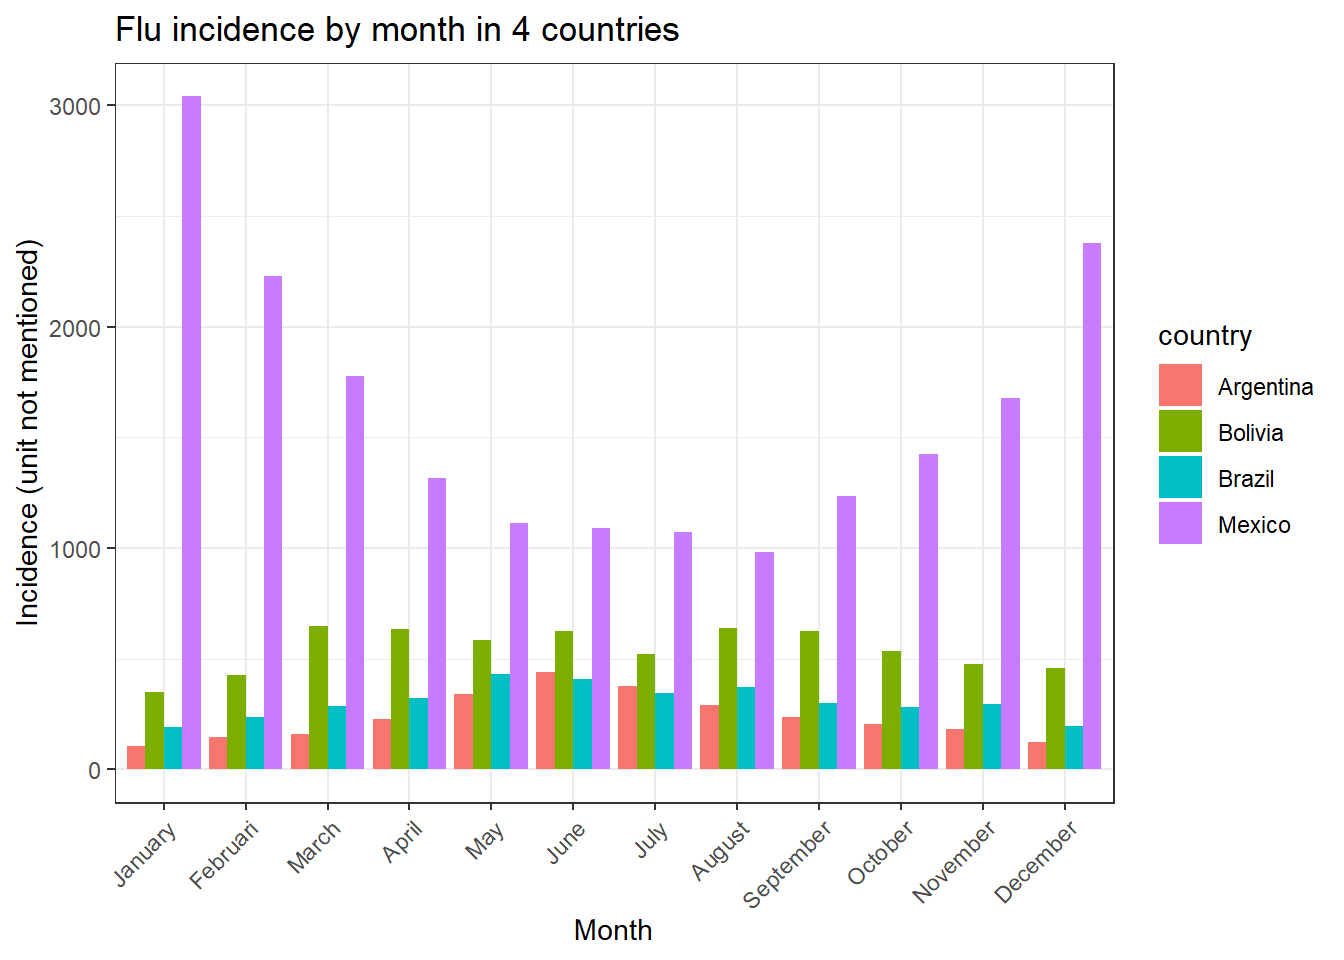 Flu incidence by month in 4 countries
3000
2000
1000
0
Incidence (unit not mentioned)
January
Februari
March
April
May
June
July
August
September
October
November
December
Month
country
Argentina
Bolivia
Brazil
Mexico